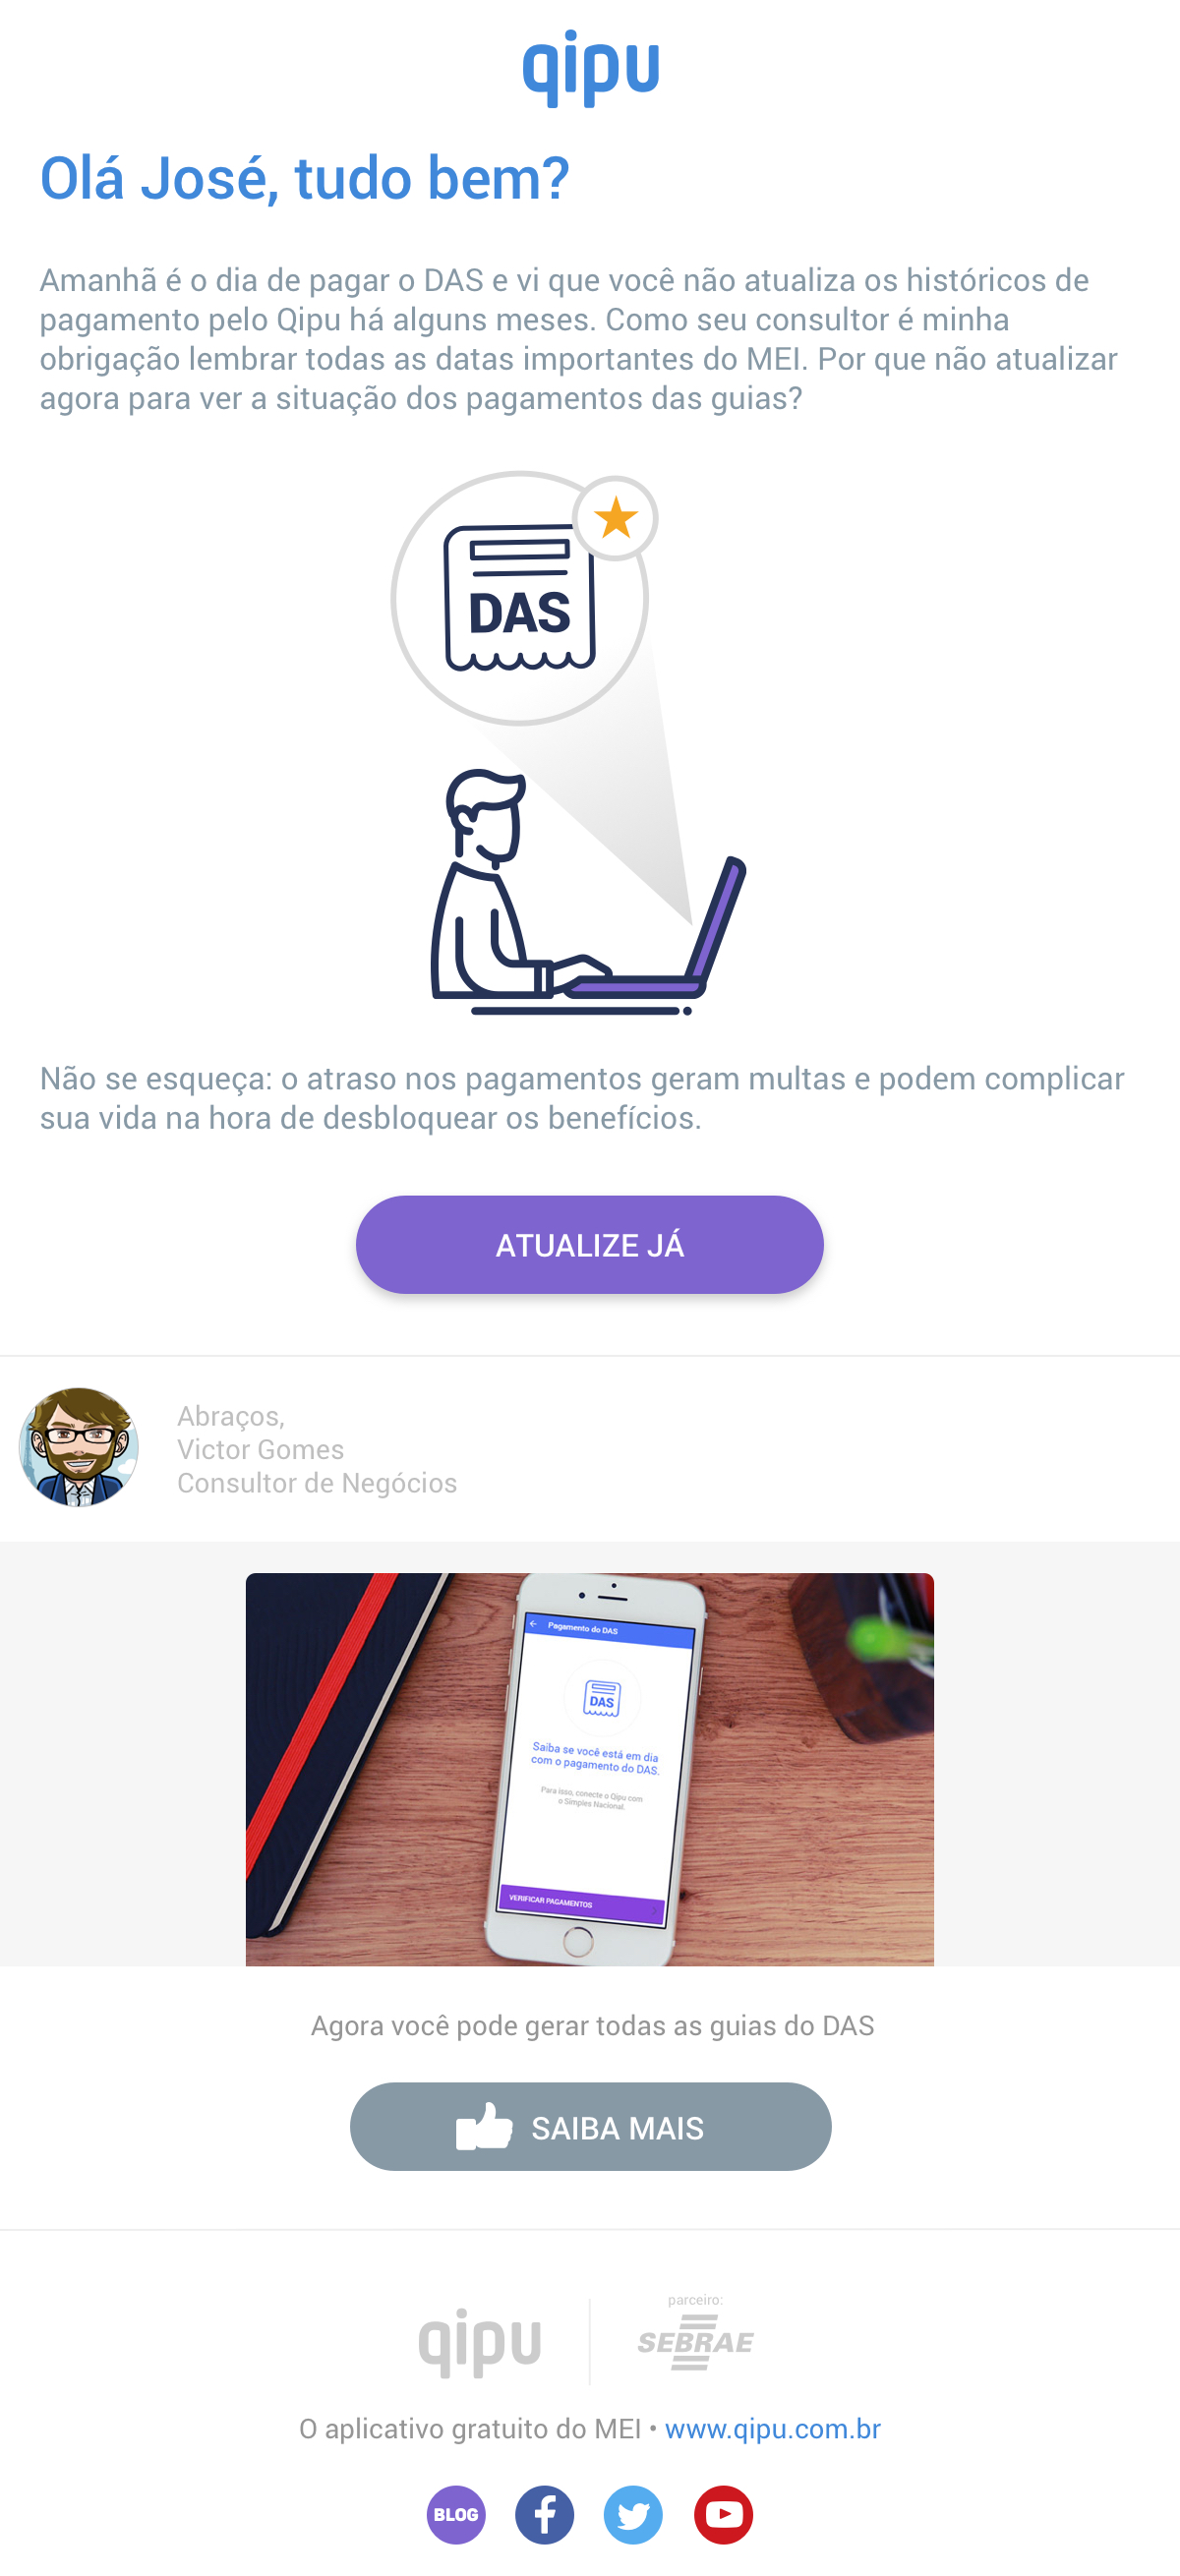 qipu
Olá José, tudo bem?
Amanhã é o dia de pagar o DAS e vi que você não atualiza os históricos de
pagamento pelo Qipu há alguns meses. Como seu consultor é minha
obrigação lembrar todas as datas importantes do MEI. Por que não atualizar
agora para ver a situação dos pagamentos das guias?
DAS
Não se esqueça: o atraso nos pagamentos geram multas e podem complicar
sua vida na hora de desbloquear os benefícios.
ATUALIZE JÁ
Abraços,
Victor Gomes
Consultor de Negócios
Pagamento do DAS
DAS
Saiba se você está em dia
com o pagamento do DAS.
Para isso, conecte o Qipu com
o Simples Nacional.
VERIFICAR PAGAMENTOS
Agora você pode gerar todas as guias do DAS
SAIBA MAIS
parceiro:
qipu
SEBRAE
O aplicativo gratuito do MEI • www.qipu.com.br
BLOG